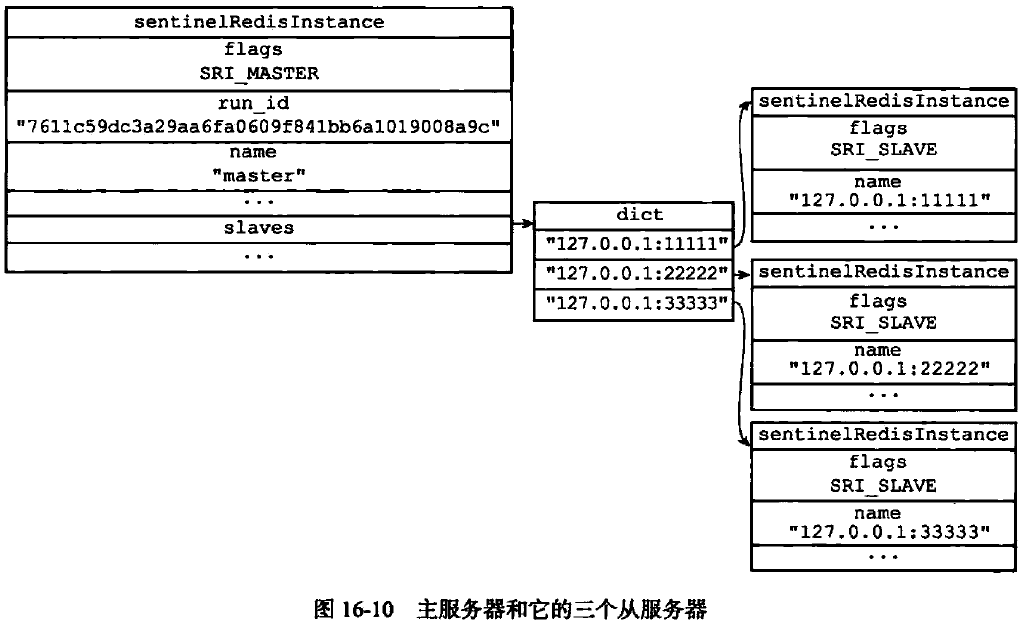 sentinelRedisInstance
flags
SRI_MASTER
run_id
"7611c59dc3a29aa6fa0609f841bb6a1019008a9c"
name
"master"
...
slaves
...
dict
"127.0.0.1:11111"
"127.0.0.1:22222"
"127.0.0.1:33333"
sentinelRedisInstance
flags
SRI_SLAVE
name
"127.0.0.1:11111"
...
sentinelRedisInstance
flags
SRI_SLAVE
name
"127.0.0.1:22222"
...
sentinelRedisInstance
flags
SRI_SLAVE
name
"127.0.0.1:33333"
...
图 16-10 主服务器和它的三个从服务器